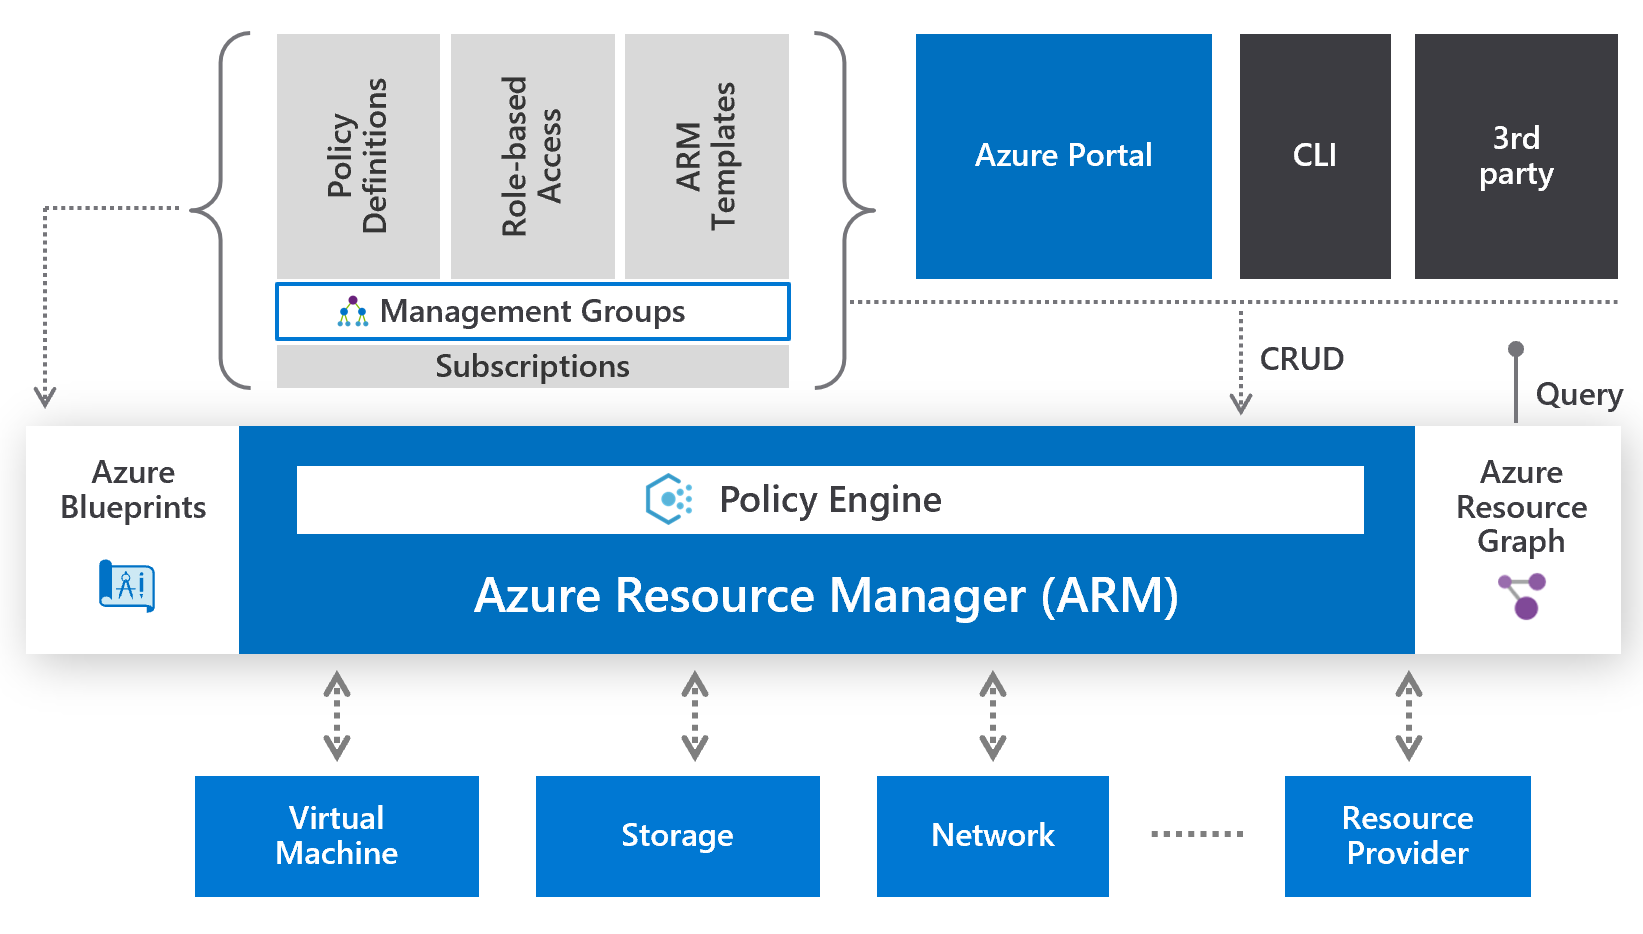 Policy
Definitions
Role-based
Access
ARM
Templates
Management Groups
Subscriptions
Azure Portal
CLI
3rd
party
CRUD
Query
Azure
Blueprints
Policy Engine
Azure Resource Manager (ARM)
Azure
Resource
Graph
Virtual
Machine
Storage
Network
Resource
Provider